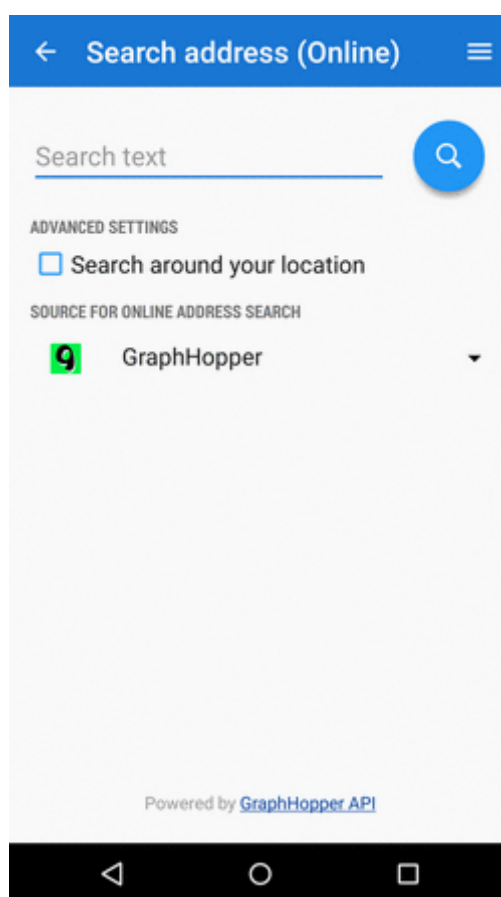 Search address (Online)
Search text
ADVANCED SETTINGS
Search around your location
SOURCE FOR ONLINE ADDRESS SEARCH
GraphHopper
Powered by GraphHopper API